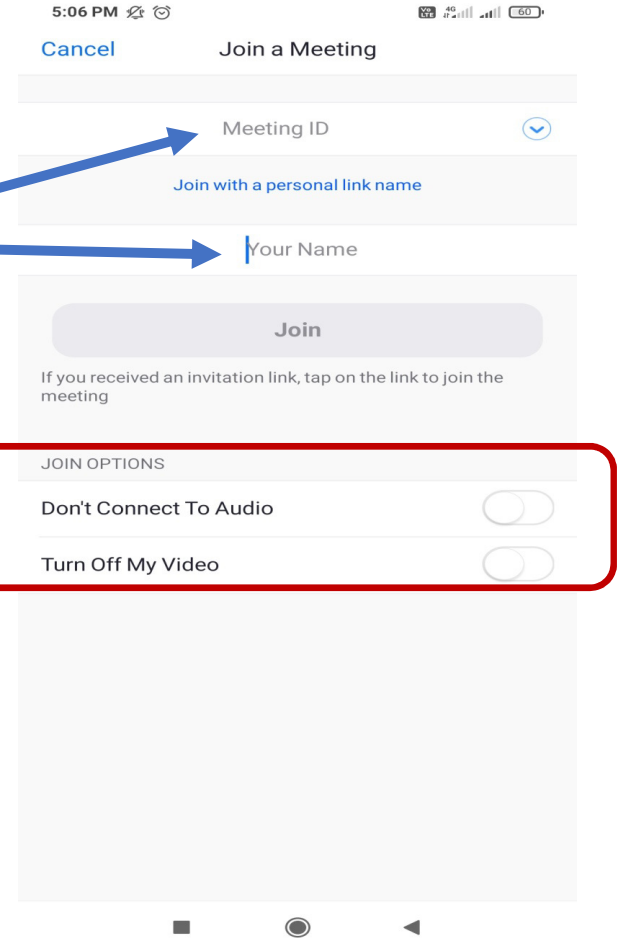 5:06 PM Vo LTE 4G 60
Cancel Join a Meeting
Meeting ID
Join with a personal link name
Your Name
Join
If you received an invitation link, tap on the link to join the
meeting
JOIN OPTIONS
Don't Connect To Audio
Turn Off My Video